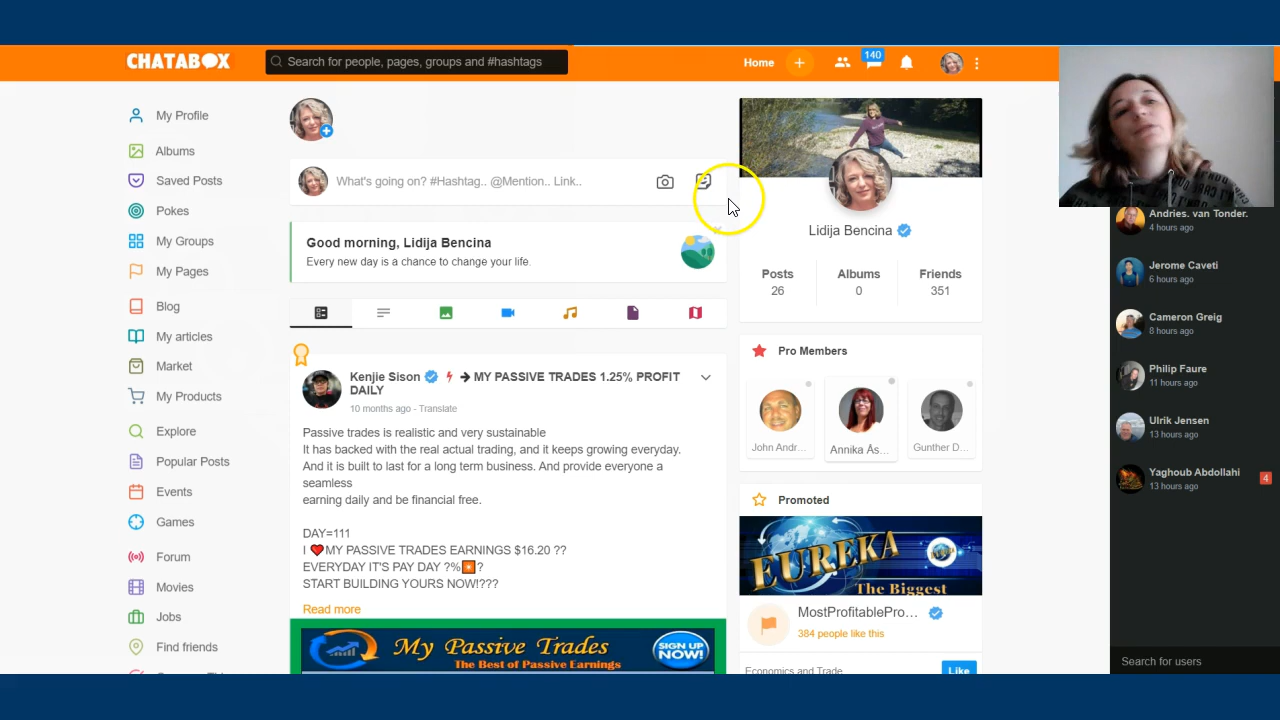 CHATABOX
Search for people, pages, groups and #hashtags
Home
140
My Profile
Albums
Saved Posts
Pokes
My Groups
My Pages
Blog
My articles
Market
My Products
Explore
Popular Posts
Events
Games
Forum
Movies
Jobs
Find friends
What's going on? #Hashtag.. @Mention.. Link..
Good morning, Lidija Bencina
Every new day is a chance to change your life.
Kenjie Sison MY PASSIVE TRADES 1.25% PROFIT
DAILY
10 months ago - Translate
Passive trades is realistic and very sustainable
It has backed with the real actual trading, and it keeps growing everyday.
And it is built to last for a long term business. And provide everyone a
seamless
earning daily and be financial free.
DAY=111
I ❤MY PASSIVE TRADES EARNINGS $16.20 ??
EVERYDAY IT'S PAY DAY ?%💥?
START BUILDING YOURS NOW!???
Read more
My Passive Trades
The Best of Passive Earnings
SIGN UP
NOW!
Lidija Bencina
Posts
26
Albums
0
Friends
351
Pro Members
John Andr...
Annika Ås...
Gunther D...
Promoted
EUREKA
The Biggest
MostProfitablePro...
384 people like this
Economics and Trade
Like
Andries. van Tonder.
4 hours ago
Jerome Caveti
6 hours ago
Cameron Greig
8 hours ago
Philip Faure
11 hours ago
Ulrik Jensen
13 hours ago
Yaghoub Abdollahi
13 hours ago
4
Search for users